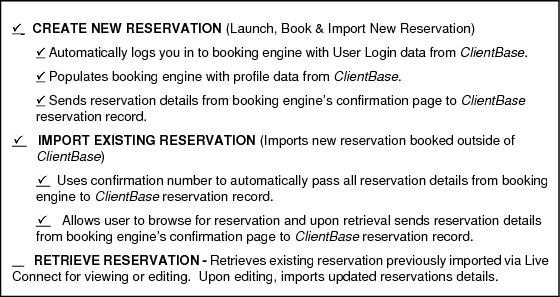 ✓ CREATE NEW RESERVATION (Launch, Book & Import New Reservation)
✓ Automatically logs you in to booking engine with User Login data from ClientBase.
✓ Populates booking engine with profile data from ClientBase.
✓ Sends reservation details from booking engine's confirmation page to ClientBase
reservation record.
✓ IMPORT EXISTING RESERVATION (Imports new reservation booked outside of
ClientBase)
✓ Uses confirmation number to automatically pass all reservation details from booking
engine to ClientBase reservation record.
✓ Allows user to browse for reservation and upon retrieval sends reservation details
from booking engine's confirmation page to ClientBase reservation record.
__ RETRIEVE RESERVATION - Retrieves existing reservation previously imported via Live
Connect for viewing or editing. Upon editing, imports updated reservations details.